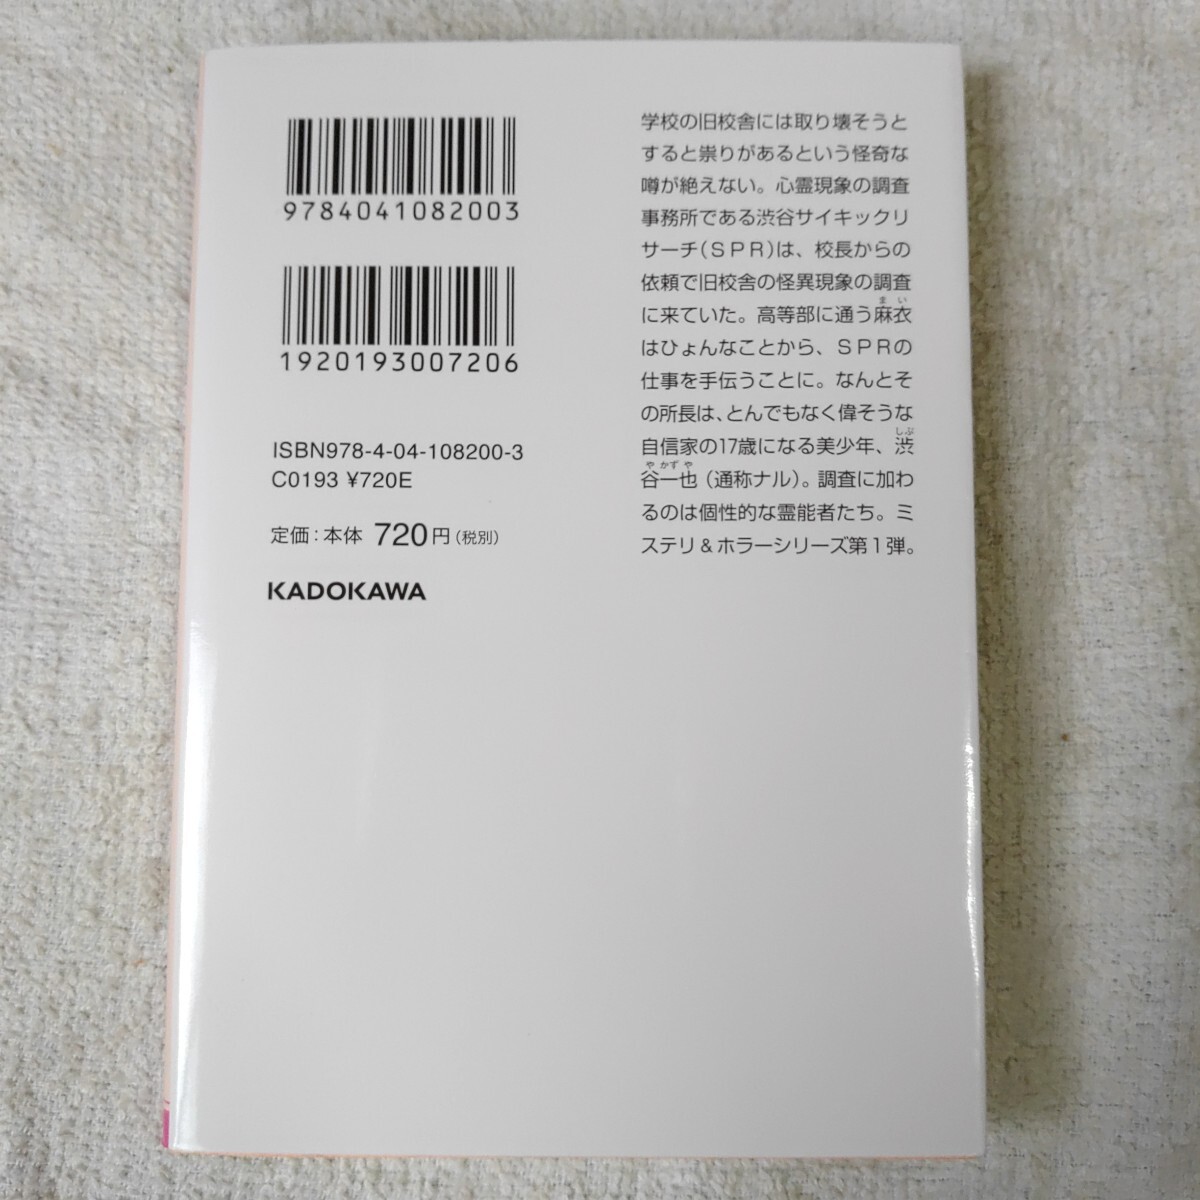 9784041082003
1920193007206
ISBN978-4-04-108200-3
C0193 ¥720E
定価：本体 720円（税別）
KADOKAWA
学校の旧校舎には取り壊そうと
すると祟りがあるという怪奇な
噂が絶えない。心霊現象の調査
事務所である渋谷サイキックリ
サーチ(ＳＰＲ)は、校長からの
依頼で旧校舎の怪異現象の調査
まい
に来ていた。高等部に通う麻衣
はひょんなことから、ＳＰＲの
仕事を手伝うことに。なんとそ
の所長は、とんでもなく偉そうな
しぶ
自信家の17歳になる美少年、渋
や かず や
谷一也（通称ナル）。調査に加わ
るのは個性的な霊能者たち。ミ
ステリ＆ホラーシリーズ第１弾。